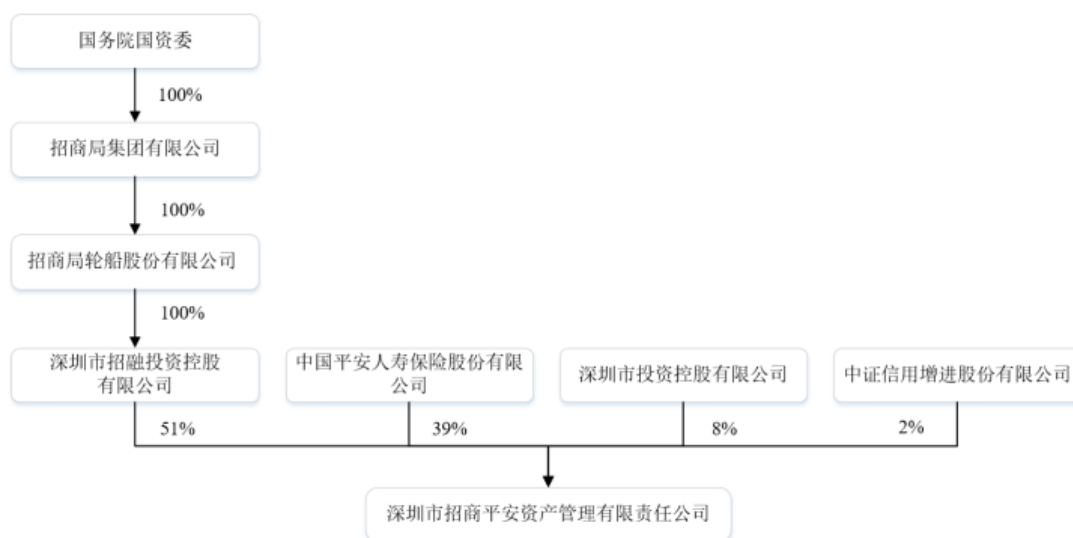 国务院国资委
100%
招商局集团有限公司
100%
招商局轮船股份有限公司
100%
深圳市招融投资控股
有限公司
中国平安人寿保险股份有限
公司
深圳市投资控股有限公司
中证信用增进股份有限公司
51%
39%
8%
2%
深圳市招商平安资产管理有限责任公司